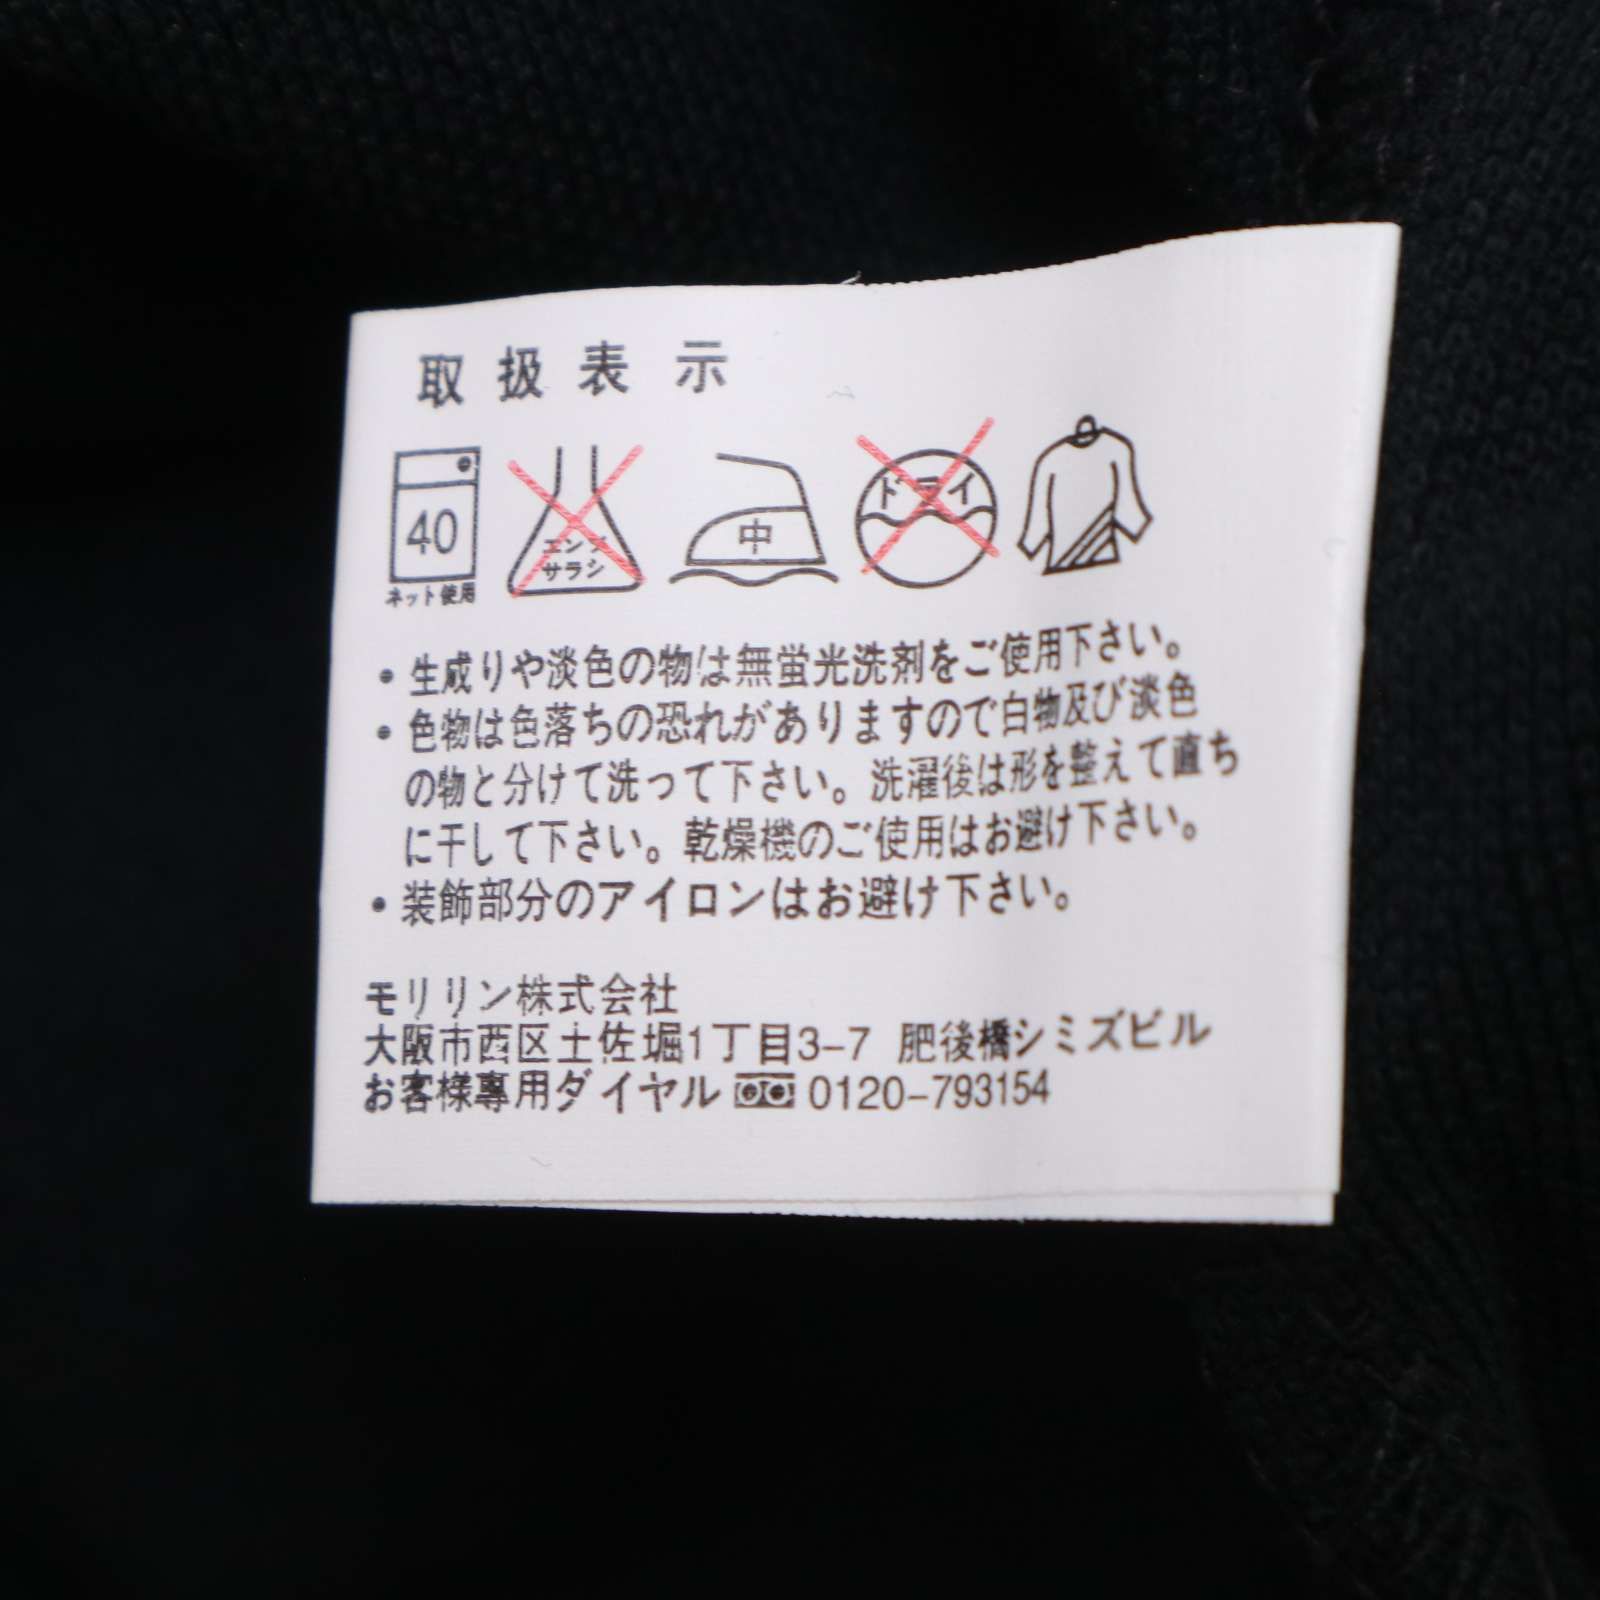 取扱表示
40
ネット使用
エンソ
サラシ
中
ドライ
・生成りや淡色の物は無蛍光洗剤をご使用下さい。
・色物は色落ちの恐れがありますので白物及び淡色
の物と分けて洗って下さい。洗濯後は形を整えて直ち
に干して下さい。乾燥機のご使用はお避け下さい。
・装飾部分のアイロンはお避け下さい。
モリリン株式会社
大阪市西区土佐堀1丁目3-7 肥後橋シミズビル
お客様専用ダイヤル 0120-793154